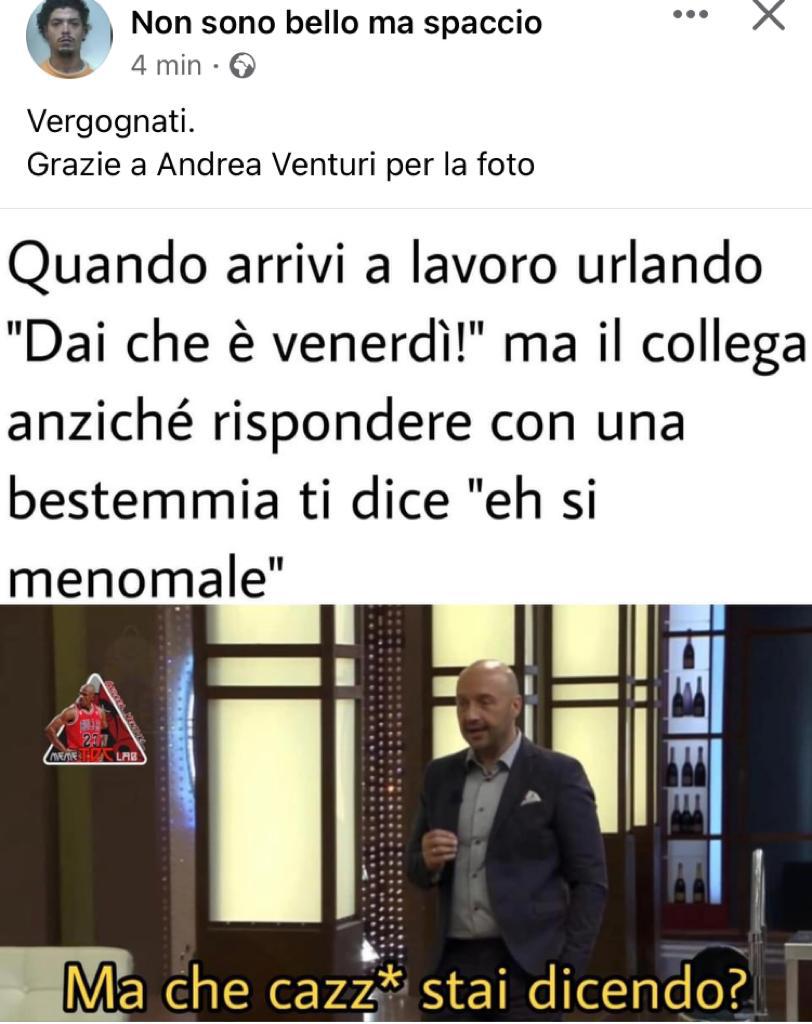 Non sono bello ma spaccio
4 min ·
Vergognati.
Grazie a Andrea Venturi per la foto
Quando arrivi a lavoro urlando
"Dai che è venerdì!" ma il collega
anziché rispondere con una
bestemmia ti dice "eh si
menomale"
MEME
LAB
Ma che cazz* stai dicendo?